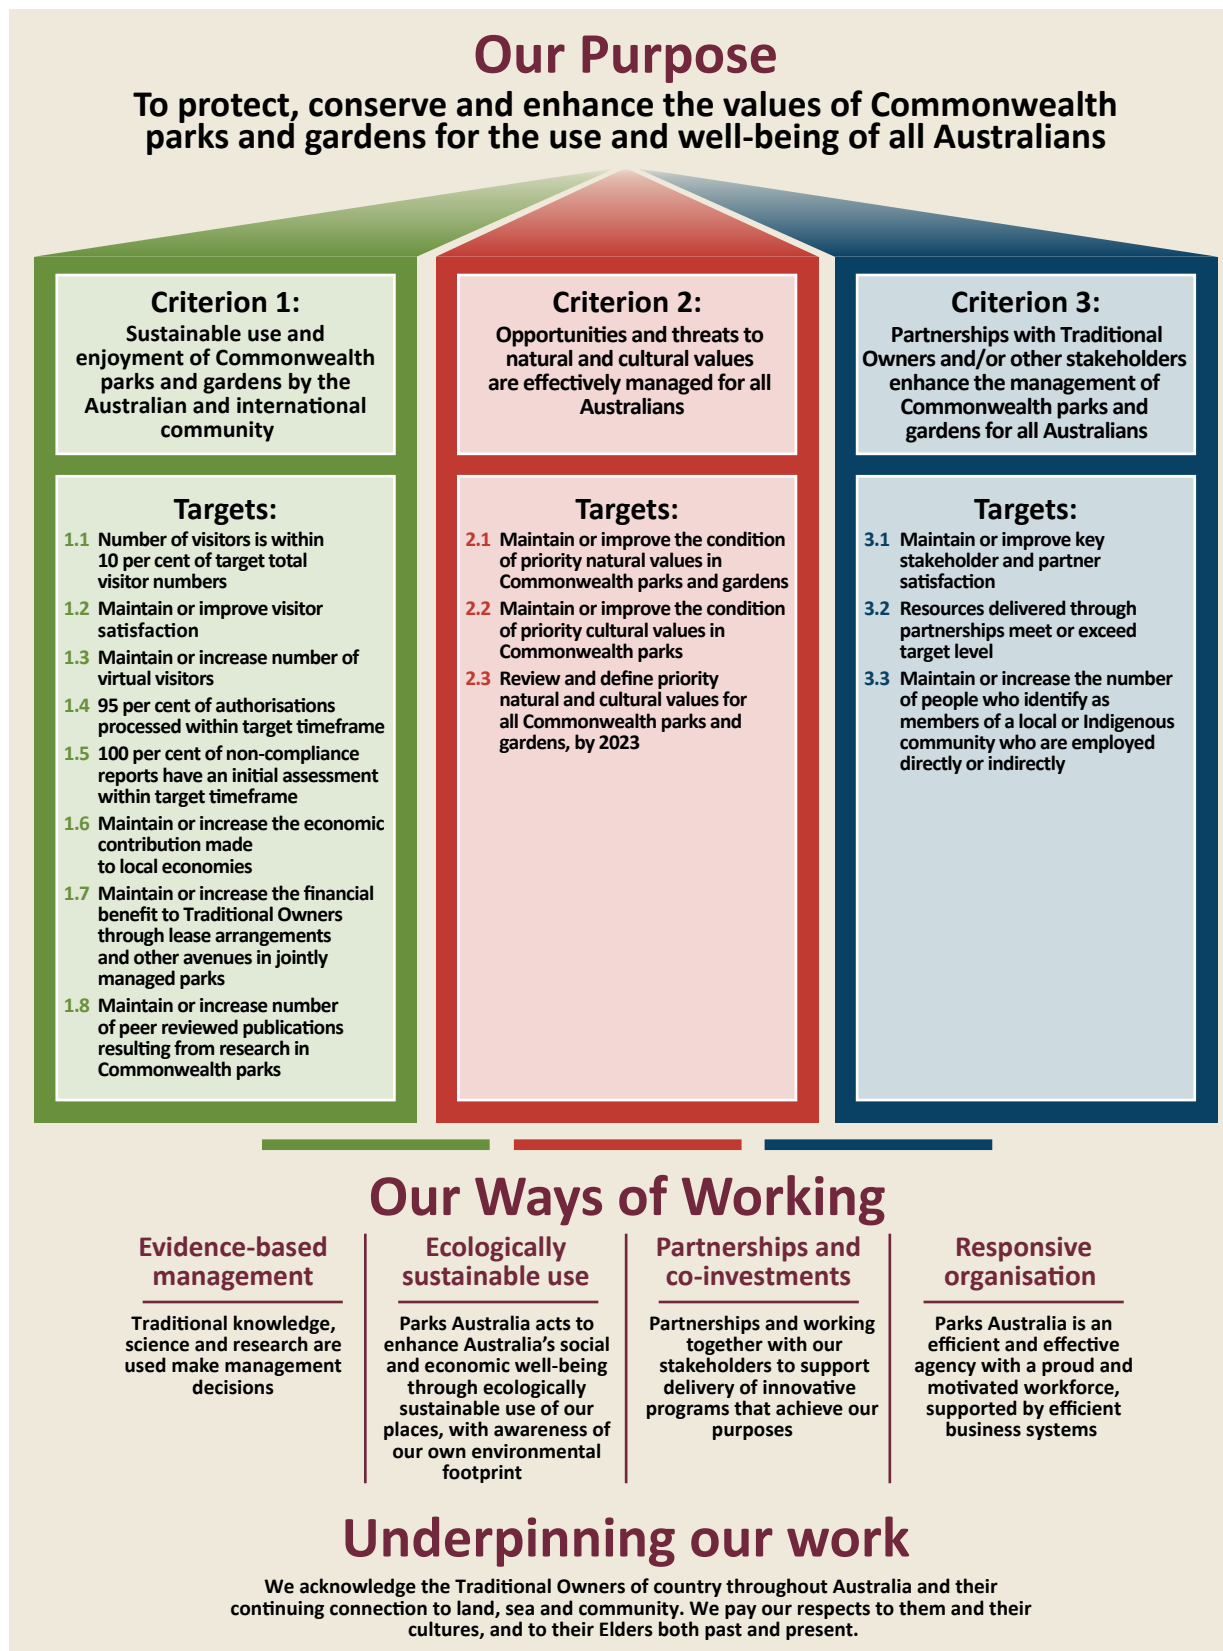 Our Purpose
To protect, conserve and enhance the values of Commonwealth
parks and gardens for the use and well-being of all Australians
Criterion 1:
Sustainable use and
enjoyment of Commonwealth
parks and gardens by the
Australian and international
community
Targets:
1.1 Number of visitors is within
10 per cent of target total
visitor numbers
1.2 Maintain or improve visitor
satisfaction
1.3 Maintain or increase number of
virtual visitors
1.4 95 per cent of authorisations
processed within target timeframe
1.5 100 per cent of non-compliance
reports have an initial assessment
within target timeframe
1.6 Maintain or increase the economic
contribution made
to local economies
1.7 Maintain or increase the financial
benefit to Traditional Owners
through lease arrangements
and other avenues in jointly
managed parks
1.8 Maintain or increase number
of peer reviewed publications
resulting from research in
Commonwealth parks
Criterion 2:
Opportunities and threats to
natural and cultural values
are effectively managed for all
Australians
Targets:
2.1 Maintain or improve the condition
of priority natural values in
Commonwealth parks and gardens
2.2 Maintain or improve the condition
of priority cultural values in
Commonwealth parks
2.3 Review and define priority
natural and cultural values for
all Commonwealth parks and
gardens, by 2023
Criterion 3:
Partnerships with Traditional
Owners and/or other stakeholders
enhance the management of
Commonwealth parks and
gardens for all Australians
Targets:
3.1 Maintain or improve key
stakeholder and partner
satisfaction
3.2 Resources delivered through
partnerships meet or exceed
target level
3.3 Maintain or increase the number
of people who identify as
members of a local or Indigenous
community who are employed
directly or indirectly
Our Ways of Working
Evidence-based
management
Traditional knowledge,
science and research are
used make management
decisions
Ecologically
sustainable use
Parks Australia acts to
enhance Australia’s social
and economic well-being
through ecologically
sustainable use of our
places, with awareness of
our own environmental
footprint
Partnerships and
co-investments
Partnerships and working
together with our
stakeholders to support
delivery of innovative
programs that achieve our
purposes
Responsive
organisation
Parks Australia is an
efficient and effective
agency with a proud and
motivated workforce,
supported by efficient
business systems
Underpinning our work
We acknowledge the Traditional Owners of country throughout Australia and their
continuing connection to land, sea and community. We pay our respects to them and their
cultures, and to their Elders both past and present.